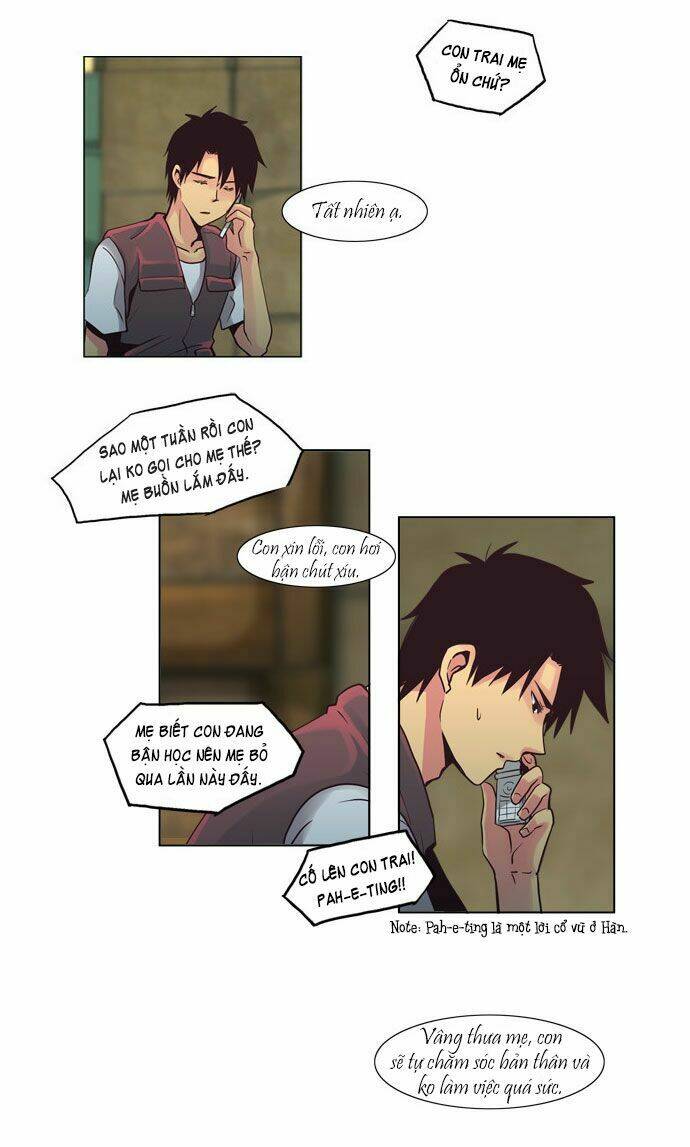 CON TRAI MẸ
ỔN CHỨ?
Tất nhiên ạ.
SAO MỘT TUẦN RỒI CON
LẠI KO GỌI CHO MẸ THẾ?
MẸ BUỒN LẮM ĐẤY.
Con xin lỗi, con hơi
bận chút xíu.
MẸ BIẾT CON ĐANG
BẬN HỌC NÊN MẸ BỎ
QUA LẦN NÀY ĐẤY.
CỐ LÊN CON TRAI!
PAH-E-TING!!
Note: Pah-e-ting là một lời cổ vũ ở Hàn.
Vâng thưa mẹ, con
sẽ tự chăm sóc bản thân và
ko làm việc quá sức.